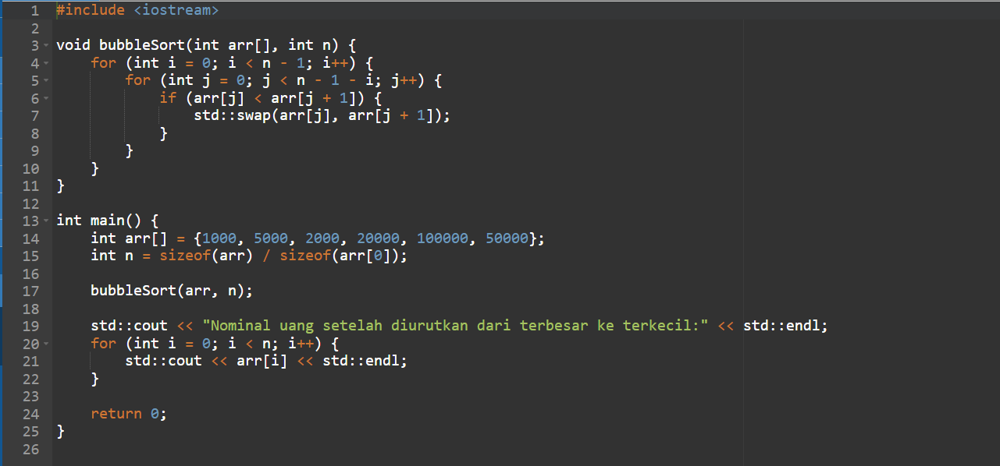 1 #include <iostream>
2
3 void bubbleSort(int arr[], int n) {
4     for (int i = 0; i < n - 1; i++) {
5         for (int j = 0; j < n - 1 - i; j++) {
6             if (arr[j] < arr[j + 1]) {
7                 std::swap(arr[j], arr[j + 1]);
8             }
9         }
10     }
11 }
12
13 int main() {
14     int arr[] = {1000, 5000, 2000, 20000, 100000, 50000};
15     int n = sizeof(arr) / sizeof(arr[0]);
16
17     bubbleSort(arr, n);
18
19     std::cout << "Nominal uang setelah diurutkan dari terbesar ke terkecil:" << std::endl;
20     for (int i = 0; i < n; i++) {
21         std::cout << arr[i] << std::endl;
22     }
23
24     return 0;
25 }
26